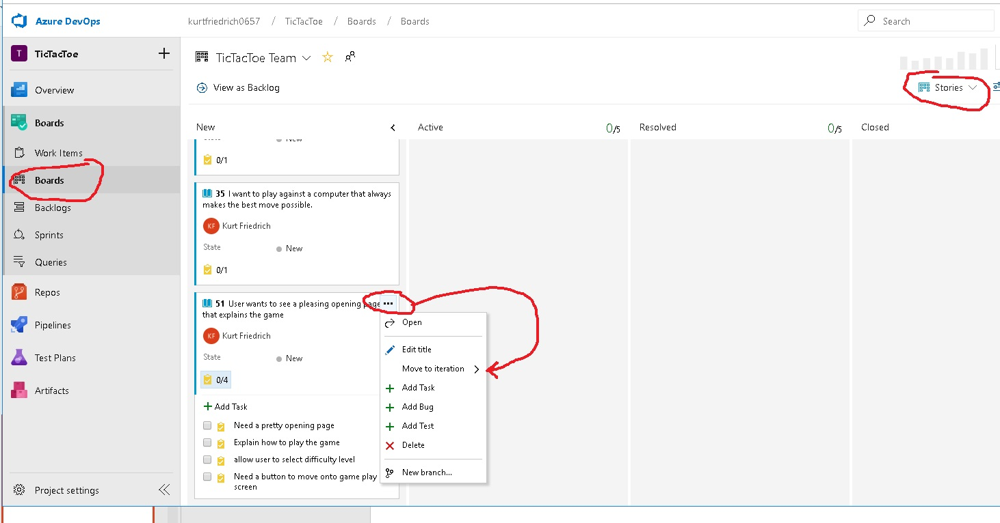 Azure DevOps
kurtfriedrich0657 / TicTacToe / Boards / Boards
Search
T TicTacToe
TicTacToe Team
Overview
View as Backlog
Stories
Boards
New
Active 0/5
Resolved 0/5
Closed
Work Items
Boards
Backlogs
Sprints
Queries
Repos
Pipelines
Test Plans
Artifacts
Project settings
State New
0/1
35 I want to play against a computer that always
makes the best move possible.
KF Kurt Friedrich
State New
0/1
51 User wants to see a pleasing opening page
that explains the game
KF Kurt Friedrich
State New
0/4
Add Task
Need a pretty opening page
Explain how to play the game
allow user to select difficulty level
Need a button to move onto game play
screen
Open
Edit title
Move to iteration
Add Task
Add Bug
Add Test
Delete
New branch...